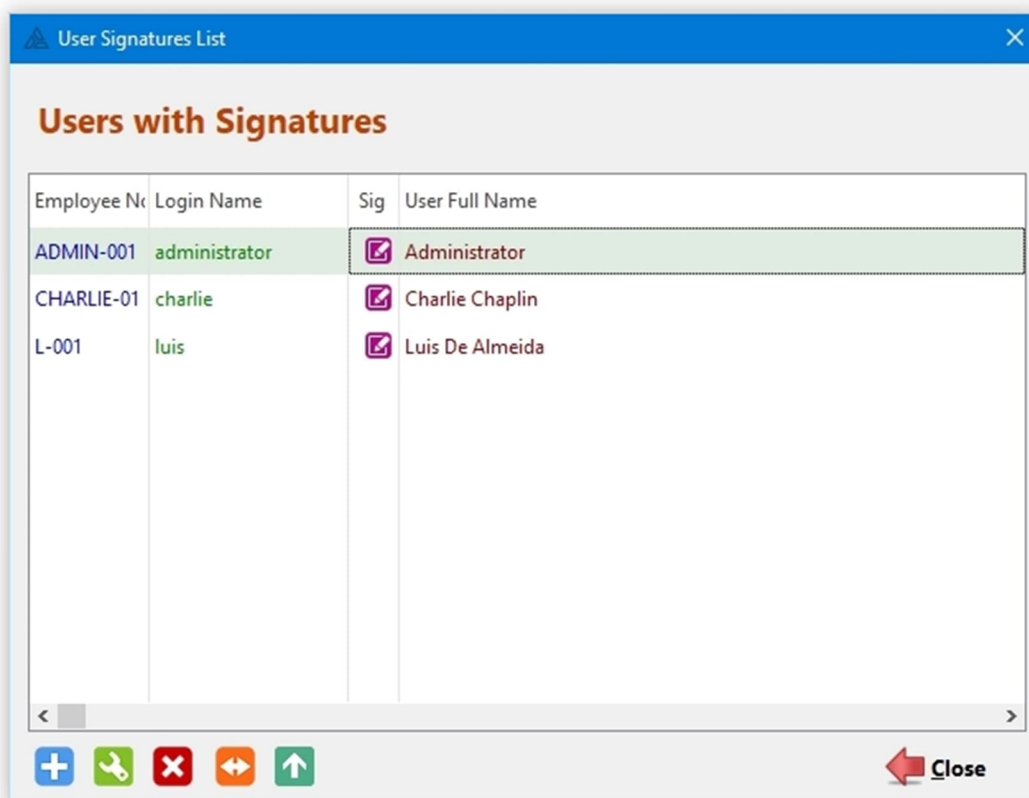 User Signatures List
Users with Signatures
Employee No Login Name Sig User Full Name
ADMIN-001 administrator Administrator
CHARLIE-01 charlie Charlie Chaplin
L-001 luis Luis De Almeida
Close